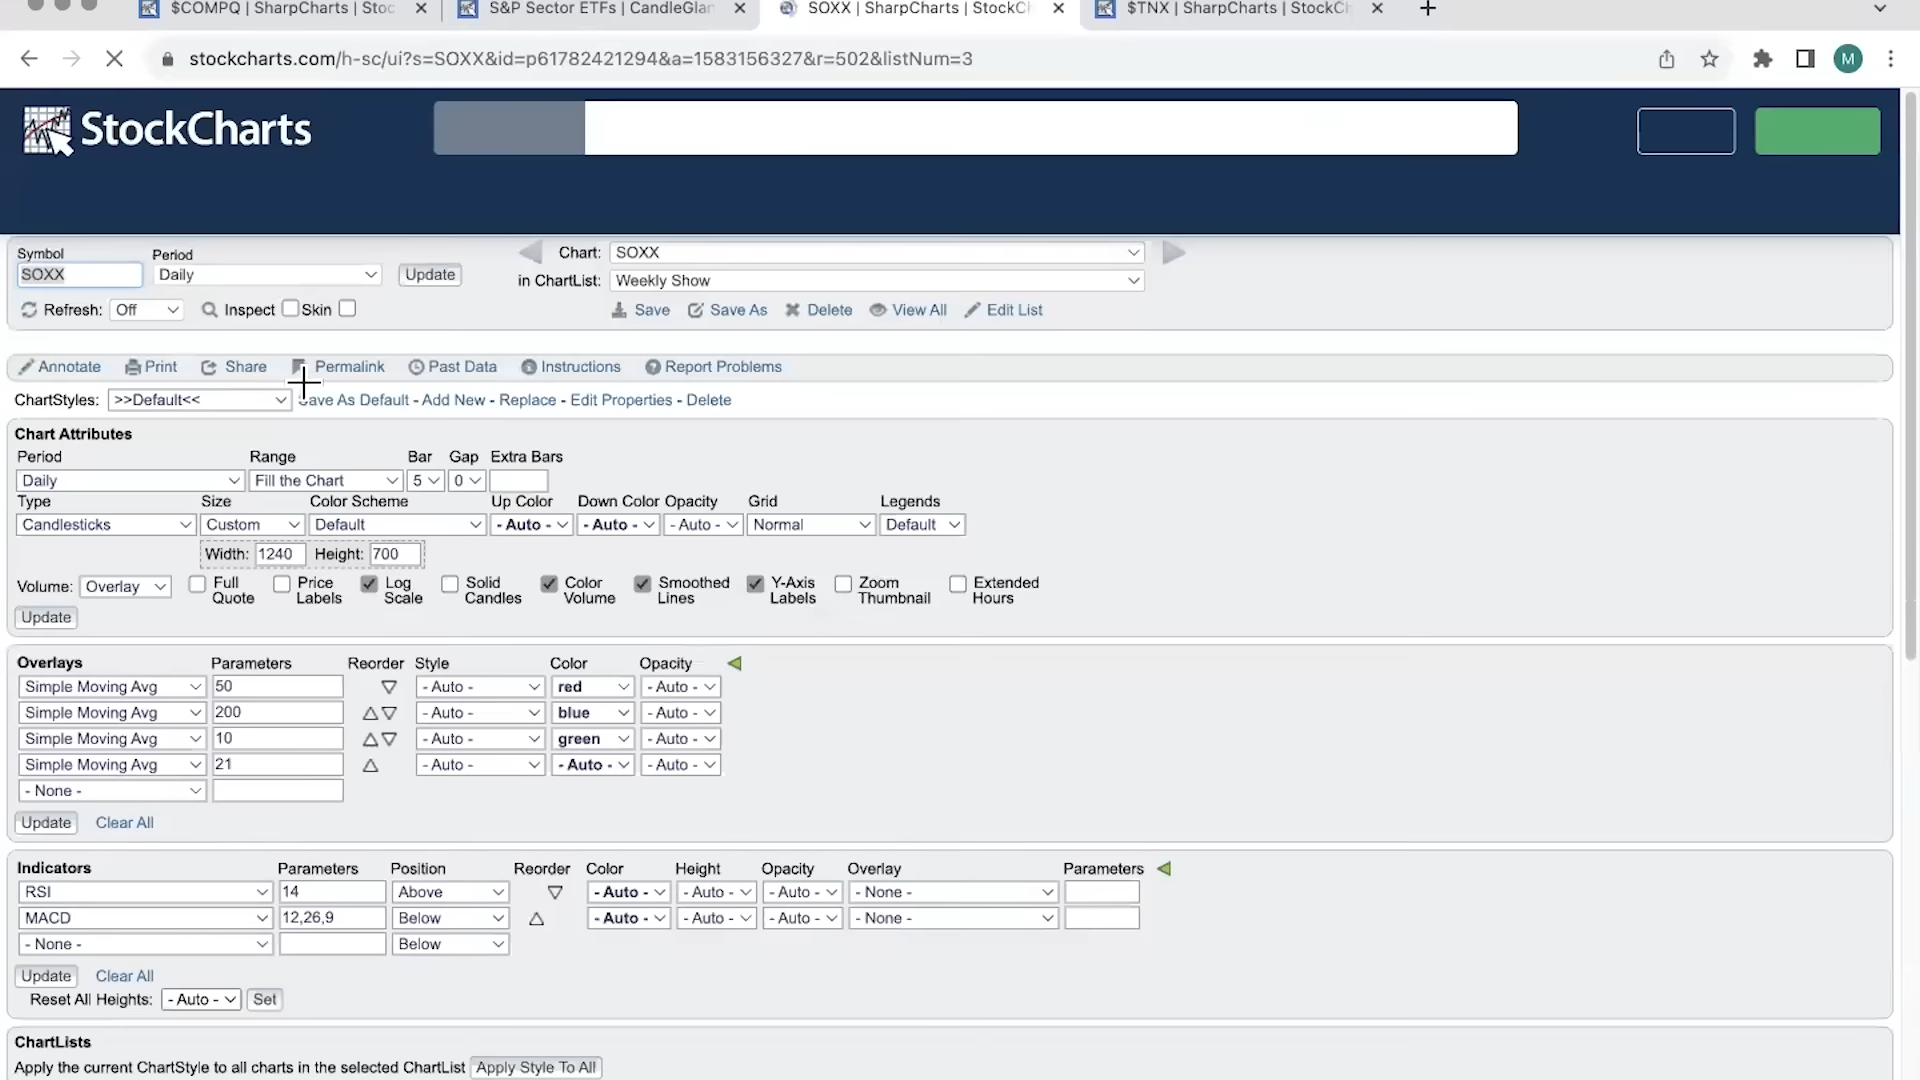 $COMPQ | SharpCharts | Stoc
S&P Sector ETFs | CandleGlan
SOXX | SharpCharts | StockCh
$TNX | SharpCharts | StockCh
stockcharts.com/h-sc/ui?s=SOXX&id=p61782421294&a=1583156327&r=502&listNum=3
M
StockCharts
Symbol Period
SOXX Daily Update
Chart: SOXX
in ChartList: Weekly Show
Refresh: Off Inspect Skin
Save Save As Delete View All Edit List
Annotate Print Share Permalink Past Data Instructions Report Problems
ChartStyles: >>Default<< Save As Default - Add New - Replace - Edit Properties - Delete
Chart Attributes
Period Range Bar Gap Extra Bars
Daily Fill the Chart 5 0
Type Size Color Scheme Up Color Down Color Opacity Grid Legends
Candlesticks Custom Default - Auto - - Auto - - Auto - Normal Default
Width: 1240 Height: 700
Volume: Overlay Full Quote Price Labels Log Scale Solid Candles Color Volume Smoothed Lines Y-Axis Labels Zoom Thumbnail Extended Hours
Update
Overlays Parameters Reorder Style Color Opacity
Simple Moving Avg 50 - Auto - red - Auto -
Simple Moving Avg 200 - Auto - blue - Auto -
Simple Moving Avg 10 - Auto - green - Auto -
Simple Moving Avg 21 - Auto - - Auto - - Auto -
- None -
Update Clear All
Indicators Parameters Position Reorder Color Height Opacity Overlay Parameters
RSI 14 Above - Auto - - Auto - - Auto - - None -
MACD 12,26,9 Below - Auto - - Auto - - Auto - - None -
- None - Below
Update Clear All
Reset All Heights: - Auto - Set
ChartLists
Apply the current ChartStyle to all charts in the selected ChartList Apply Style To All